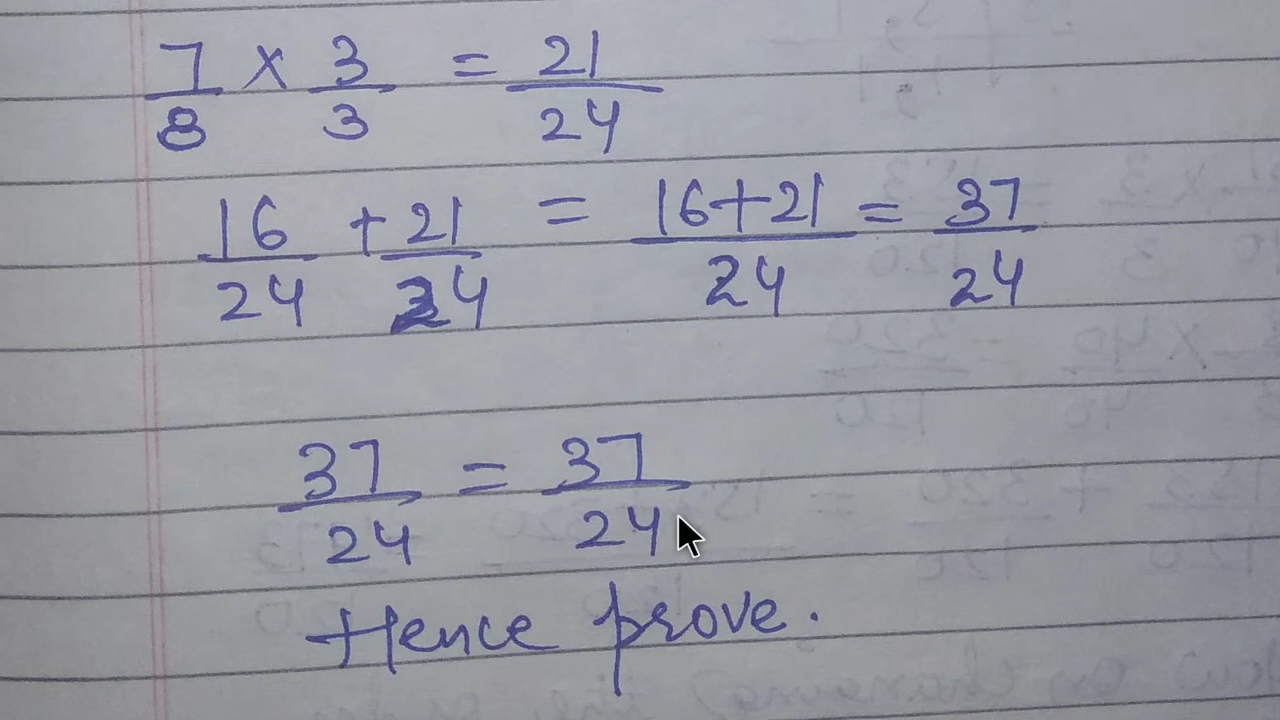 7/8 × 3/3 = 21/24
16/24 + 21/24 = 16+21/24 = 37/24
37/24 = 37/24
Hence prove.